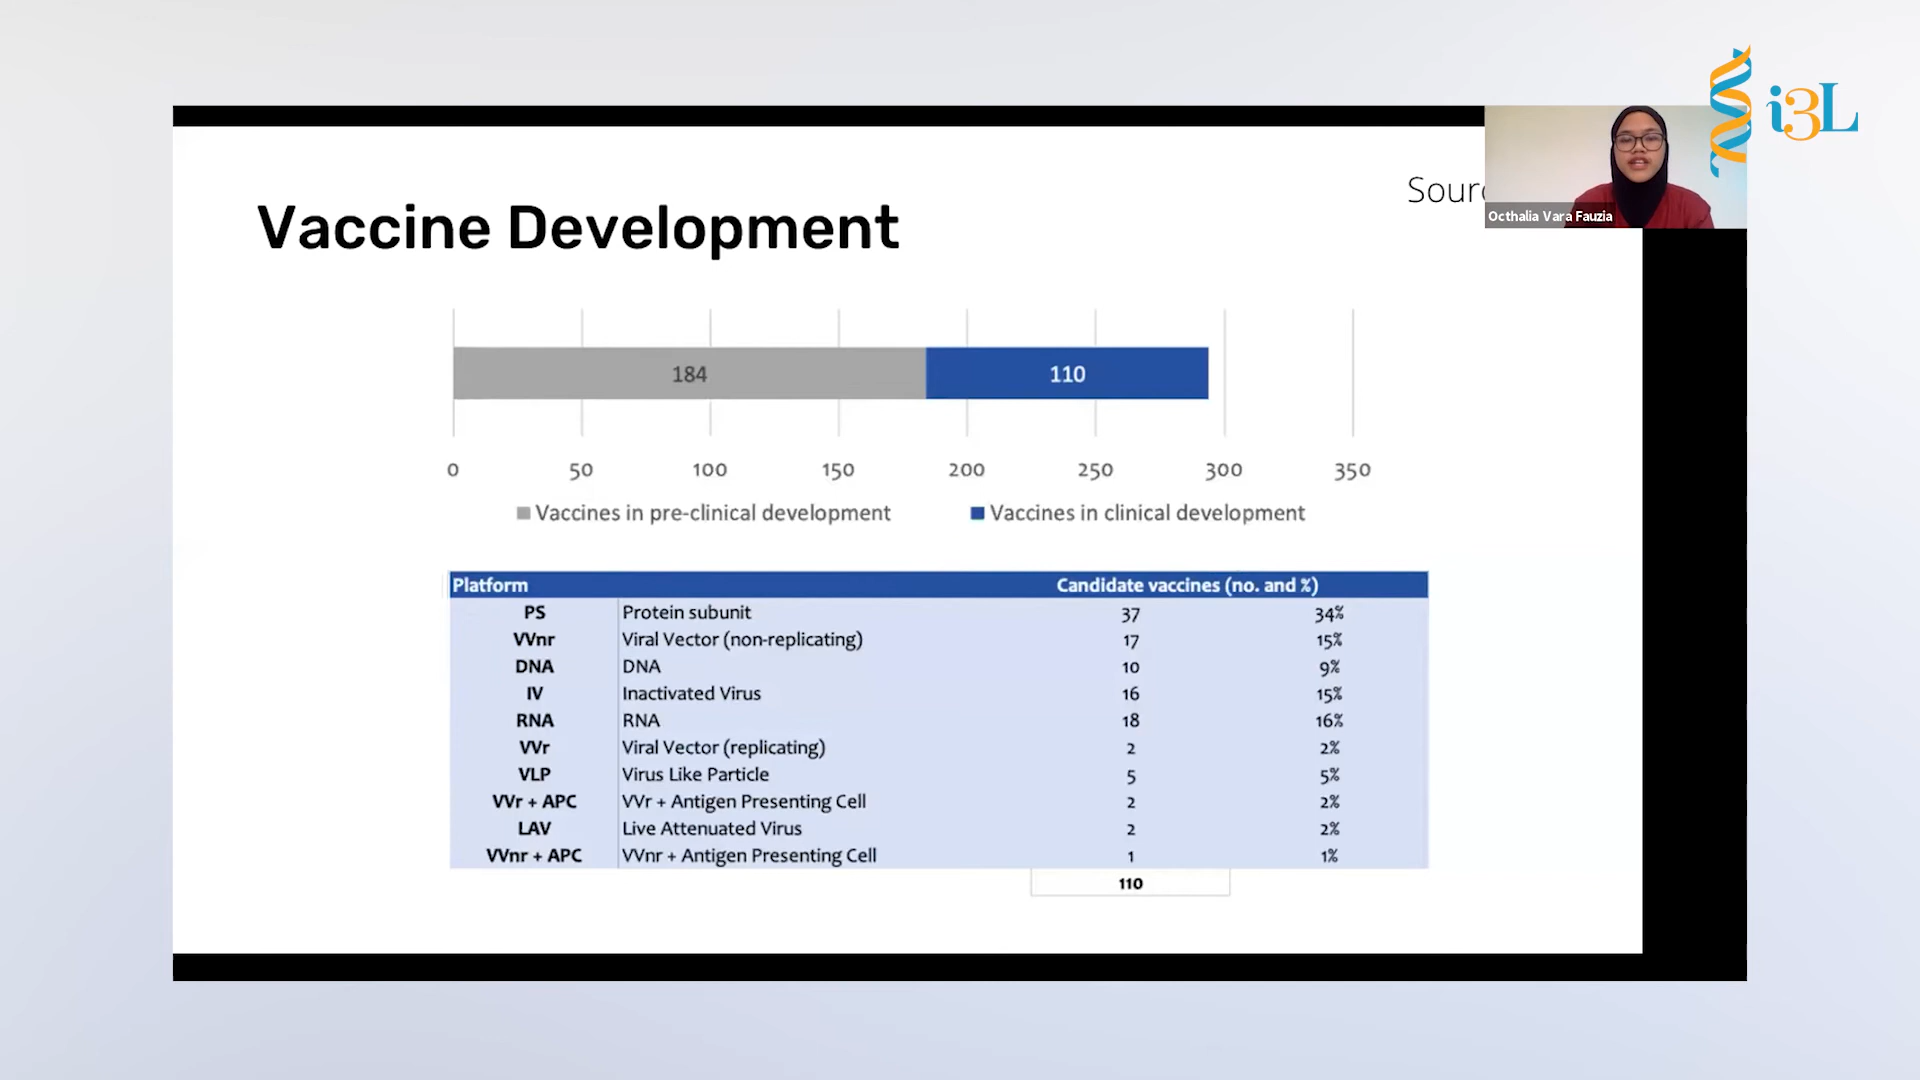 i3L
Sour
Octhalia Vara Fauzia
Vaccine Development
184
110
0 50 100 150 200 250 300 350
Vaccines in pre-clinical development Vaccines in clinical development
Platform Candidate vaccines (no. and %)
PS Protein subunit 37 34%
VVnr Viral Vector (non-replicating) 17 15%
DNA DNA 10 9%
IV Inactivated Virus 16 15%
RNA RNA 18 16%
VVr Viral Vector (replicating) 2 2%
VLP Virus Like Particle 5 5%
VVr + APC VVr + Antigen Presenting Cell 2 2%
LAV Live Attenuated Virus 2 2%
VVnr + APC VVnr + Antigen Presenting Cell 1 1%
110